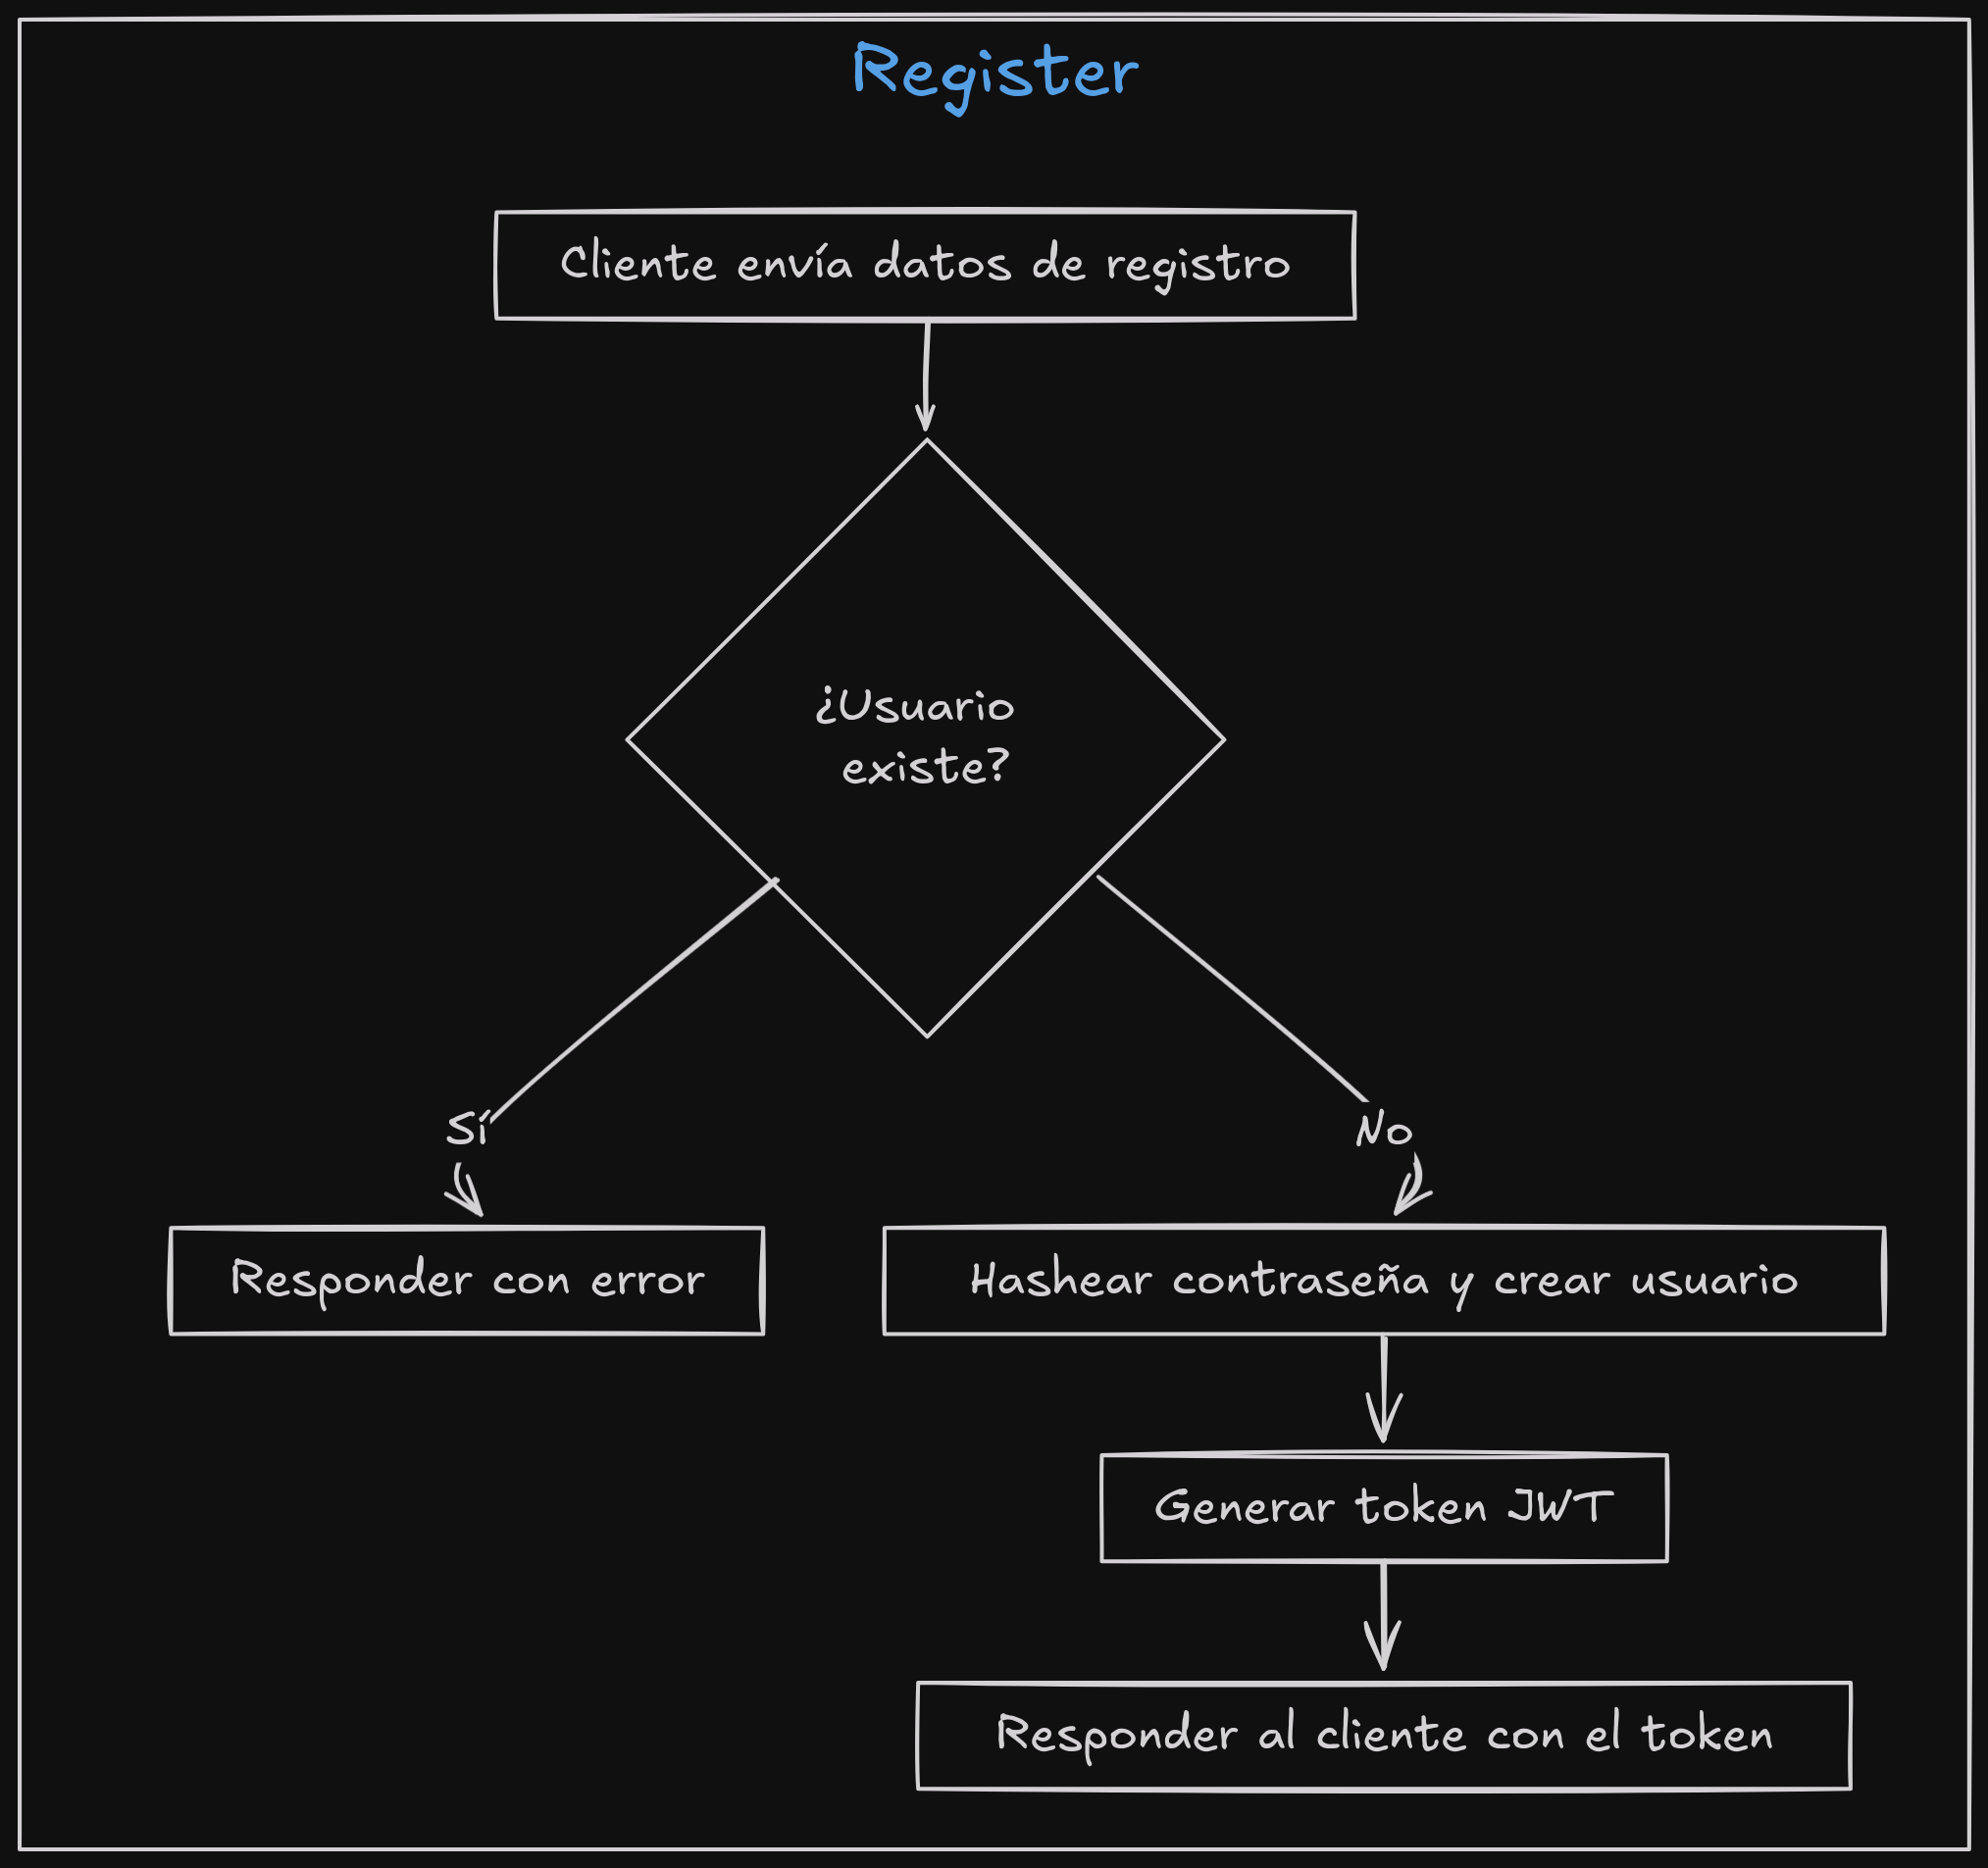 Register
Cliente envía datos de registro
¿Usuario
existe?
Sí
No
Responder con error
Hashear contraseña y crear usuario
Generar token JWT
Responder al cliente con el token